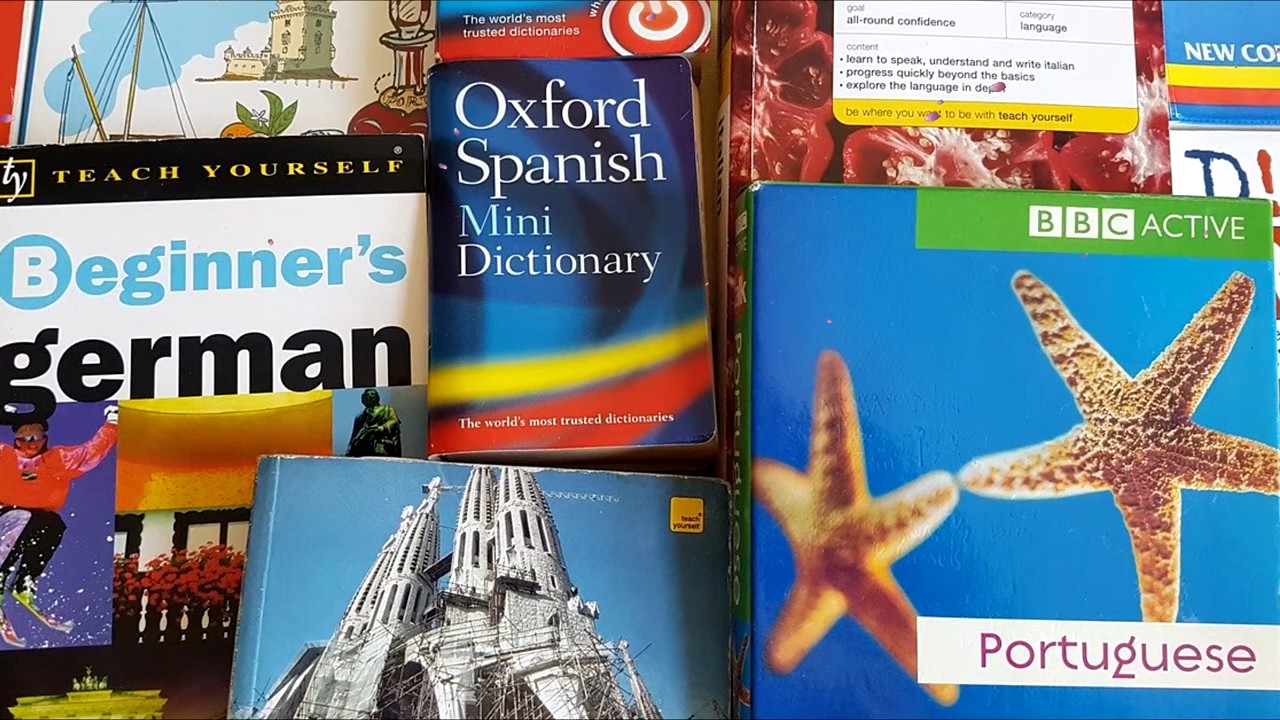 The world's most
trusted dictionaries
goal
all-round confidence
category
language
content
• learn to speak, understand and write italian
• progress quickly beyond the basics
• explore the language in
be where you to be with teach yourself
NEW
ty TEACH YOURSELF®
Beginner's
german
Oxford
Spanish
Mini
Dictionary
The world's most trusted dictionaries
teach
yourself
BBC ACTIVE
Portuguese